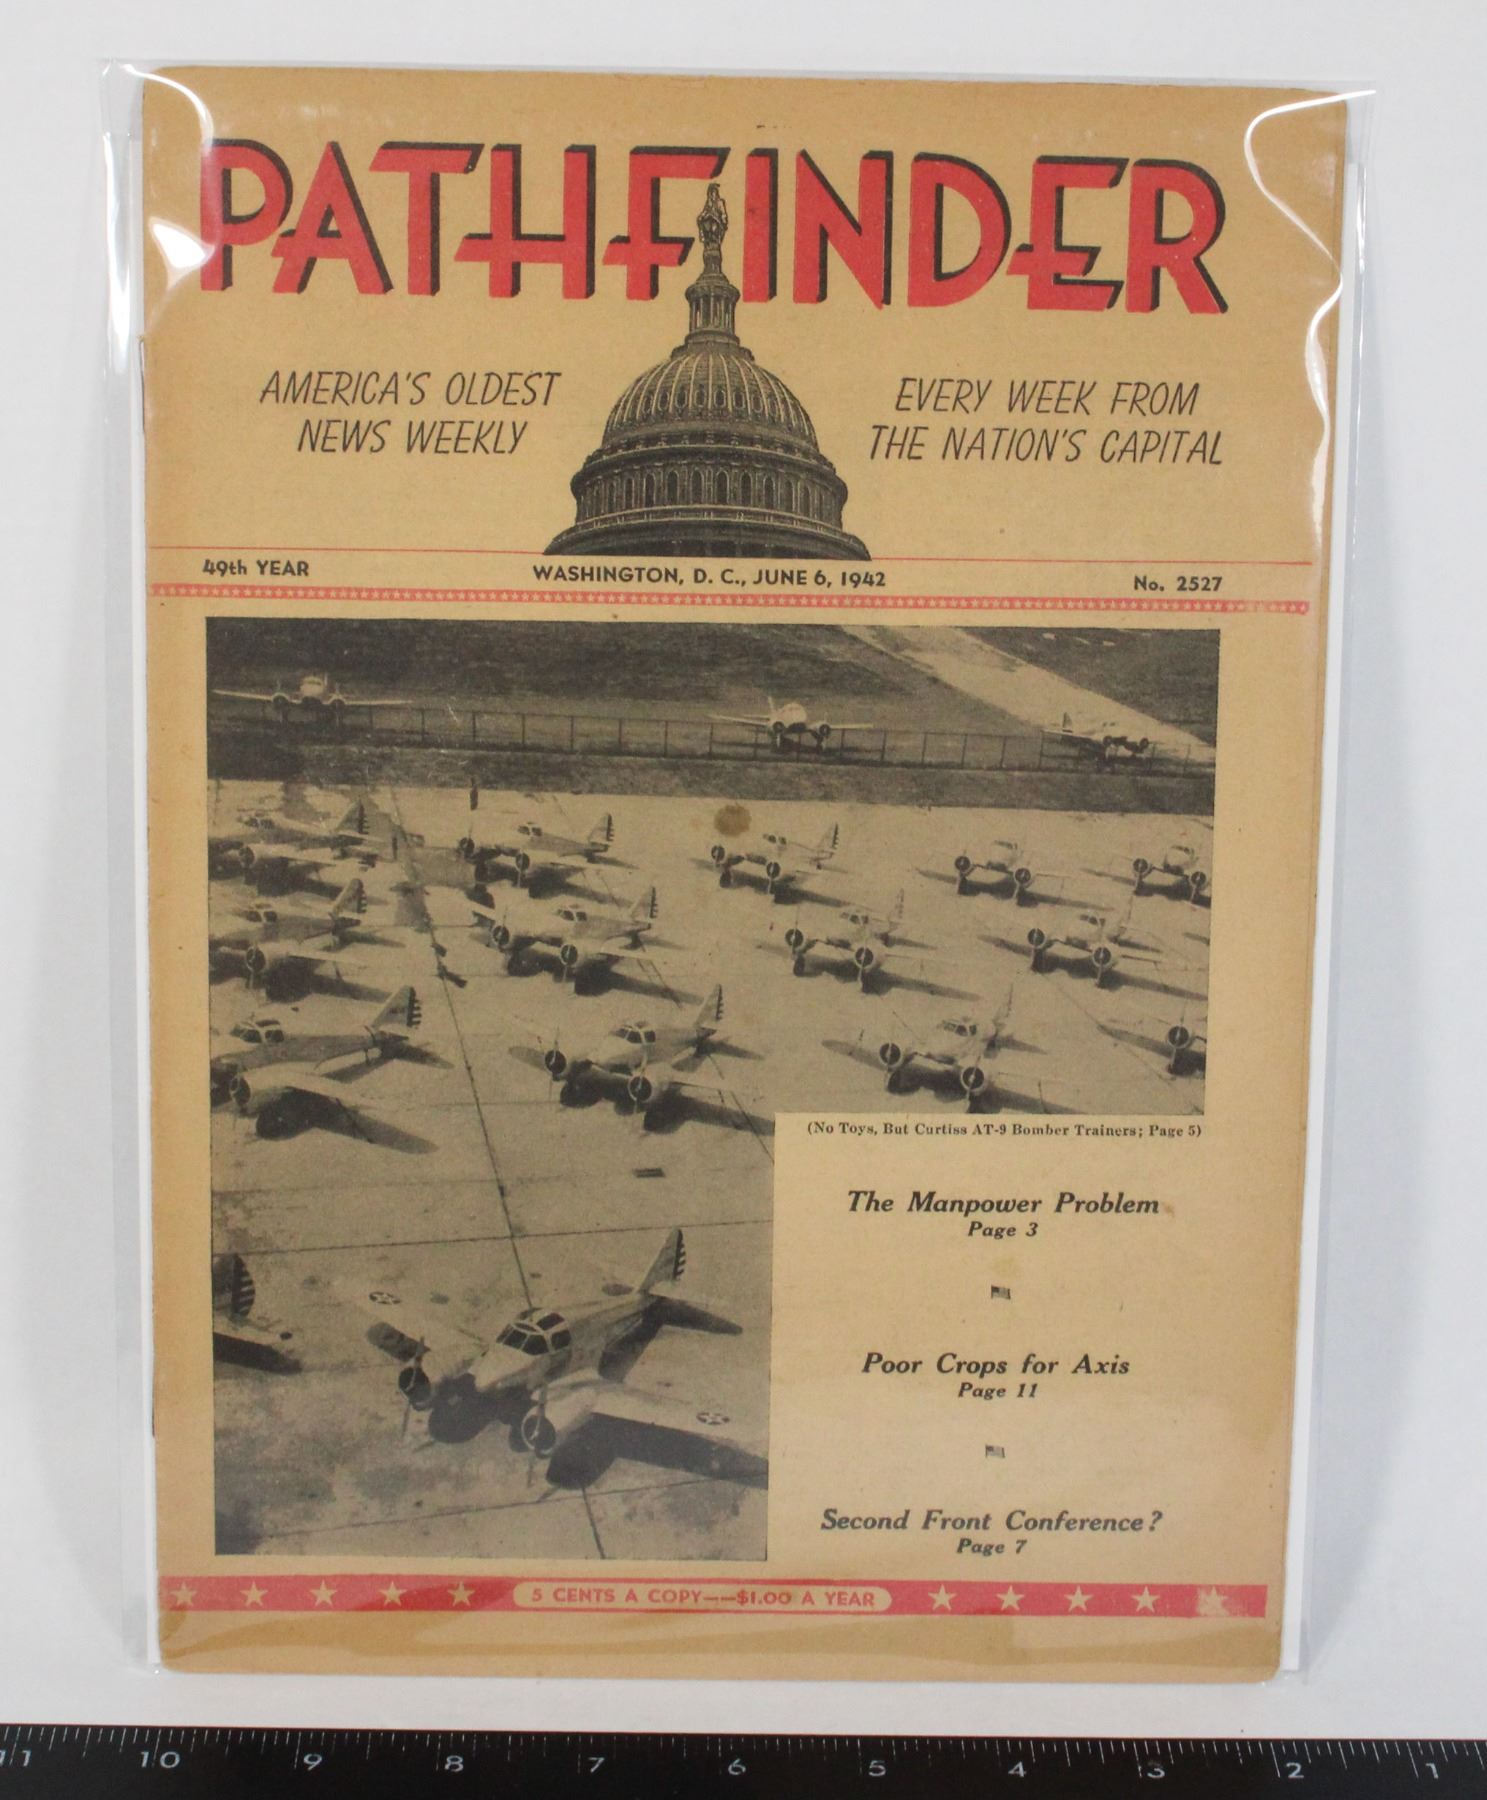 PATHFINDER
AMERICA'S OLDEST
NEWS WEEKLY
EVERY WEEK FROM
THE NATION'S CAPITAL
49th YEAR
WASHINGTON, D. C., JUNE 6, 1942
No. 2527
(No Toys, But Curtiss AT-9 Bomber Trainers; Page 5)
The Manpower Problem
Page 3
Poor Crops for Axis
Page 11
Second Front Conference?
Page 7
5 CENTS A COPY——$1.00 A YEAR
11 10 9 8 7 6 5 4 3 2 1